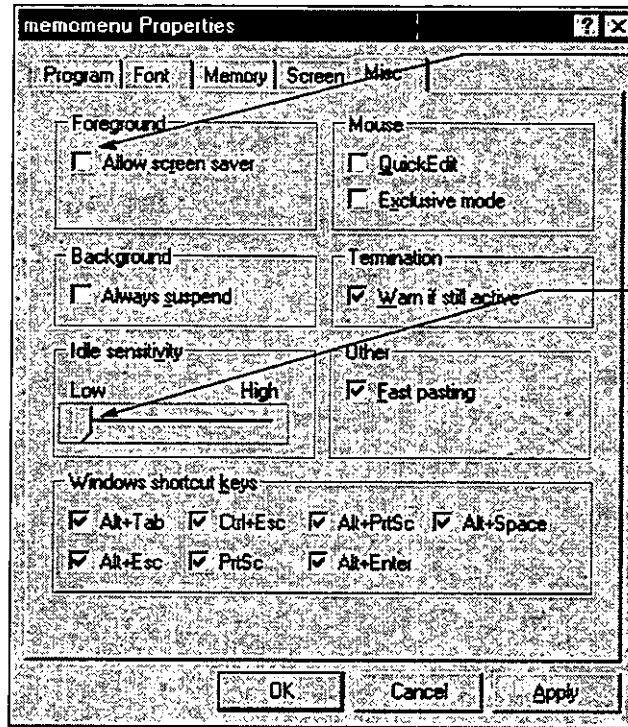 memomenu Properties
Program Font Memory Screen Misc
Foreground
Allow screen saver
Mouse
QuickEdit
Exclusive mode
Background
Always suspend
Termination
Warn if still active
Idle sensitivity
Low High
Other
Fast pasting
Windows shortcut keys
Alt+Tab Ctrl+Esc Alt+PrtSc Alt+Space
Alt+Esc PrtSc Alt+Enter
OK Cancel Apply